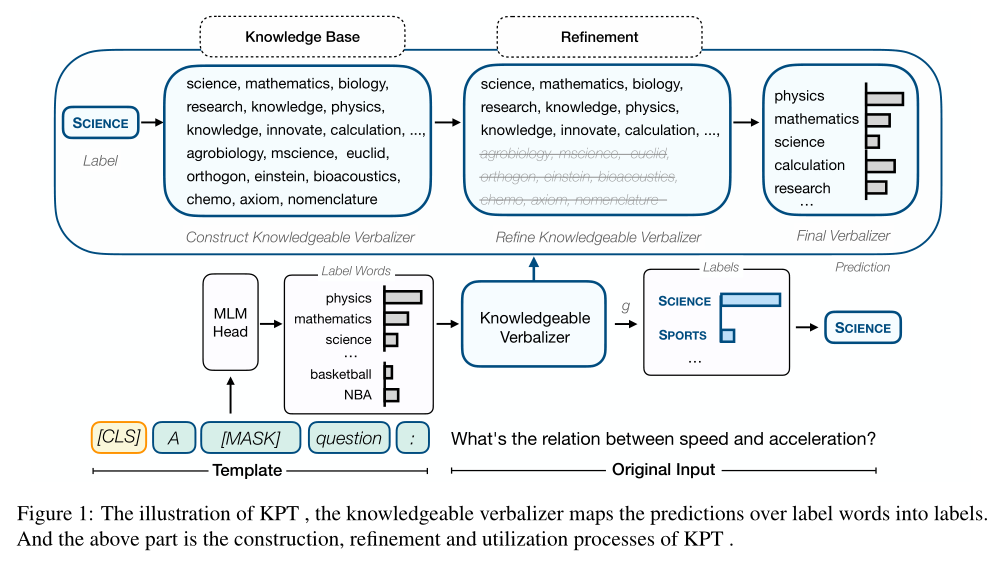 Knowledge Base
Refinement
SCIENCE
Label
science, mathematics, biology,
research, knowledge, physics,
knowledge, innovate, calculation, ...,
agrobiology, mscience, euclid,
orthogon, einstein, bioacoustics,
chemo, axiom, nomenclature
Construct Knowledgeable Verbalizer
science, mathematics, biology,
research, knowledge, physics,
knowledge, innovate, calculation, ...,
agrobiology, mscience, euclid,
orthogon, einstein, bioacoustics,
chemo, axiom, nomenclature
Refine Knowledgeable Verbalizer
physics
mathematics
science
calculation
research
...
Final Verbalizer
MLM
Head
Label Words
physics
mathematics
science
...
basketball
NBA
Knowledgeable
Verbalizer
g
Labels
SCIENCE
SPORTS
...
Prediction
SCIENCE
[CLS] A [MASK] question :
What's the relation between speed and acceleration?
Template
Original Input
Figure 1: The illustration of KPT , the knowledgeable verbalizer maps the predictions over label words into labels.
And the above part is the construction, refinement and utilization processes of KPT .